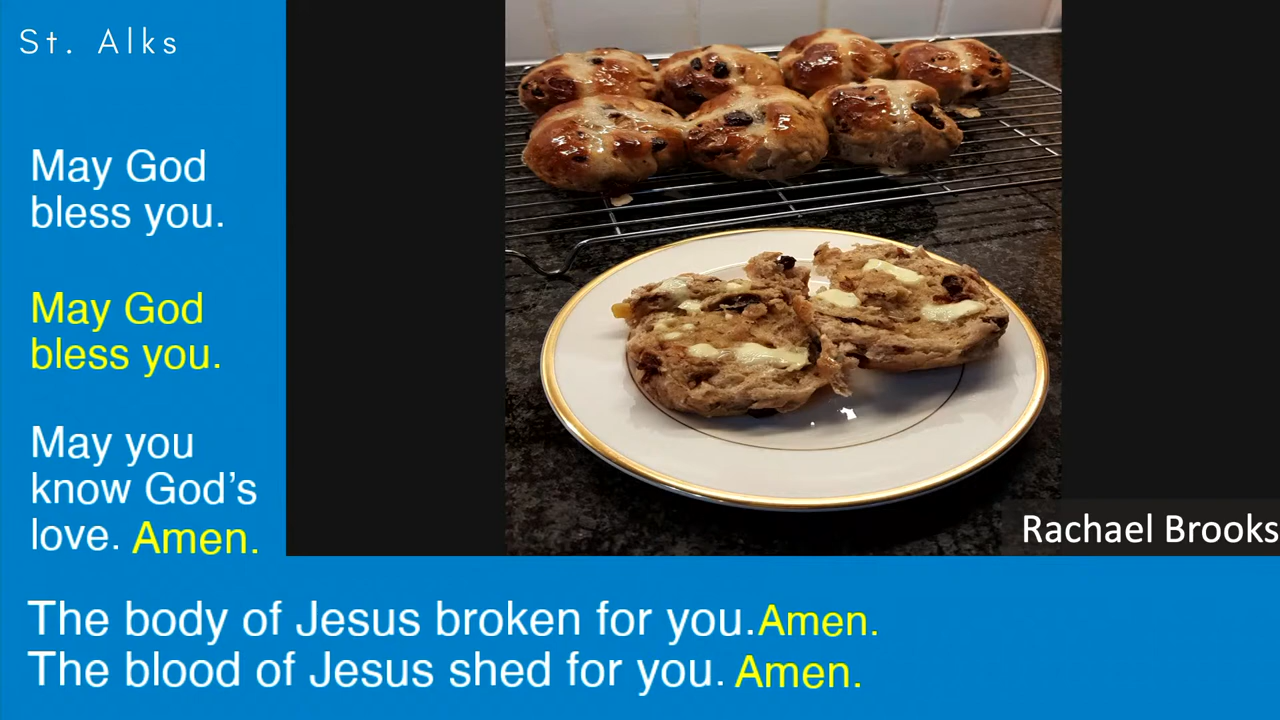 St. Alks
May God
bless you.
May God
bless you.
May you
know God's
love. Amen.
Rachael Brooks
The body of Jesus broken for you. Amen.
The blood of Jesus shed for you. Amen.